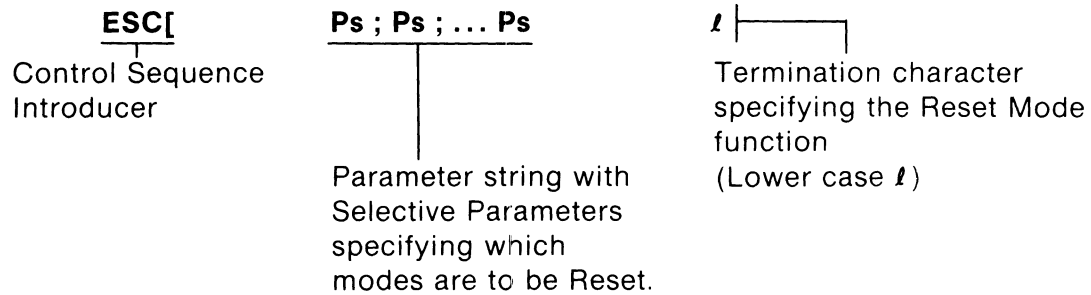 ESC[ Ps ; Ps ; ... Ps ℓ
Control Sequence
Introducer
Termination character
specifying the Reset Mode
function
(Lower case ℓ)
Parameter string with
Selective Parameters
specifying which
modes are to be Reset.